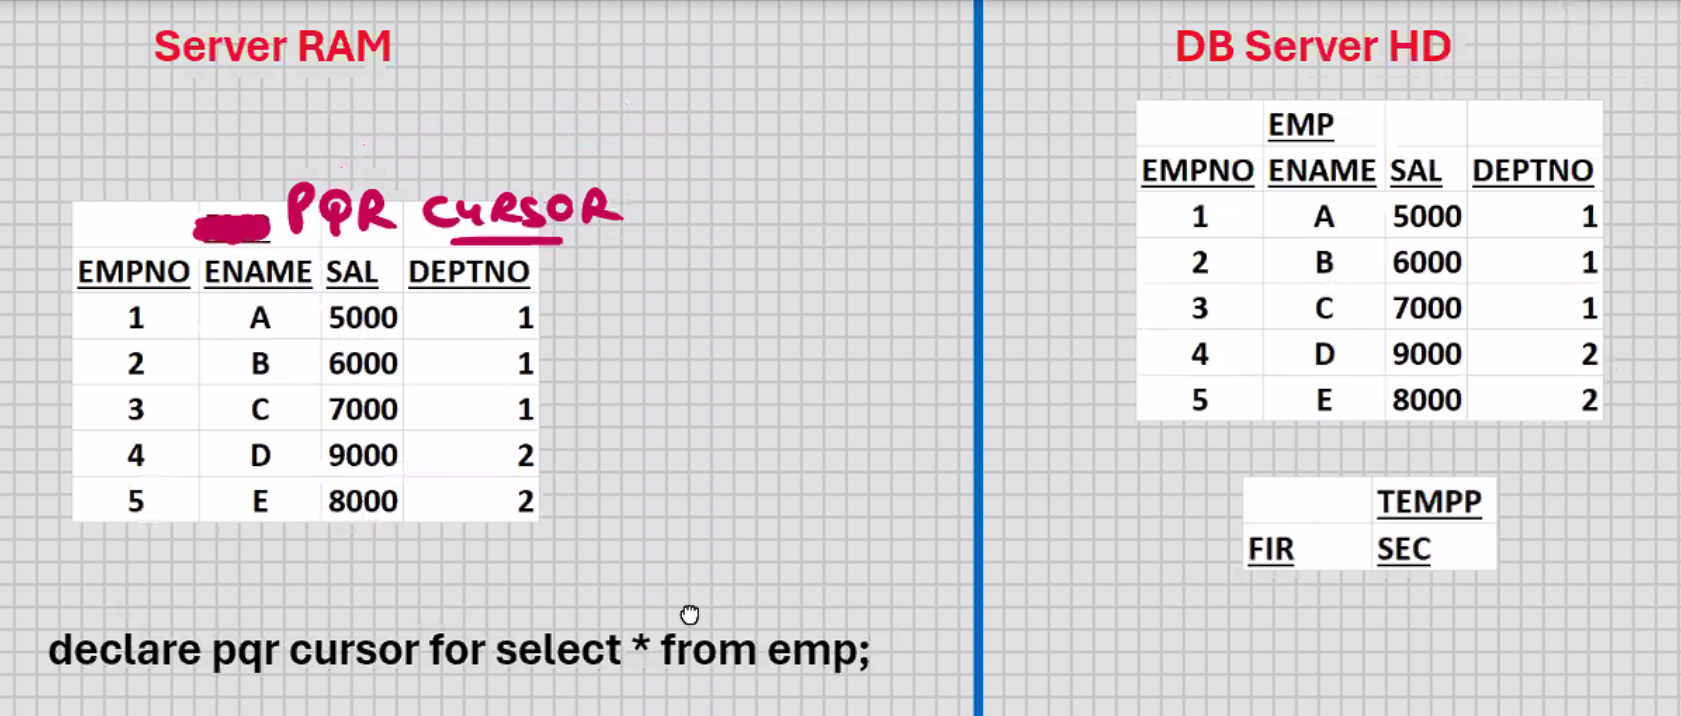 Server RAM
PQR CURSOR
EMPNO ENAME SAL DEPTNO
1 A 5000 1
2 B 6000 1
3 C 7000 1
4 D 9000 2
5 E 8000 2
declare pqr cursor for select * from emp;
DB Server HD
EMP
EMPNO ENAME SAL DEPTNO
1 A 5000 1
2 B 6000 1
3 C 7000 1
4 D 9000 2
5 E 8000 2
TEMPP
FIR SEC